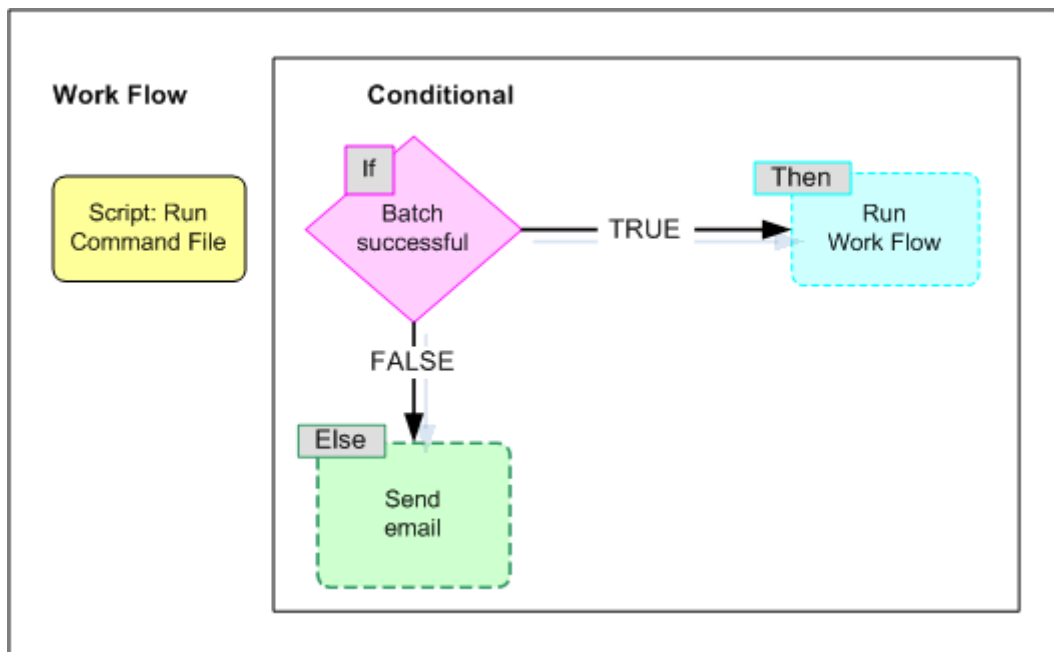 Work Flow
Conditional
If
Then
Script: Run
Command File
Batch
successful
TRUE
Run
Work Flow
FALSE
Else
Send
email